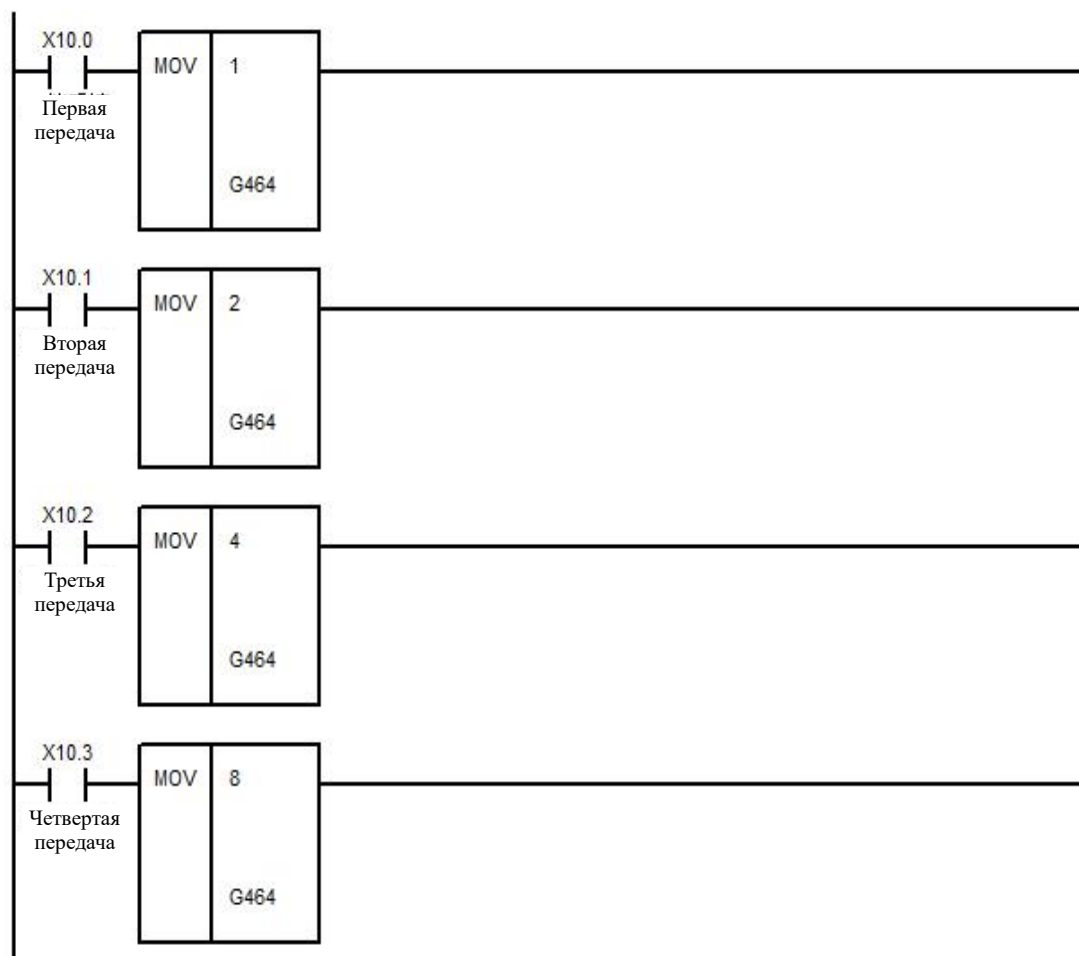 X10.0
MOV 1
Первая
передача
G464
X10.1
MOV 2
Вторая
передача
G464
X10.2
MOV 4
Третья
передача
G464
X10.3
MOV 8
Четвертая
передача
G464